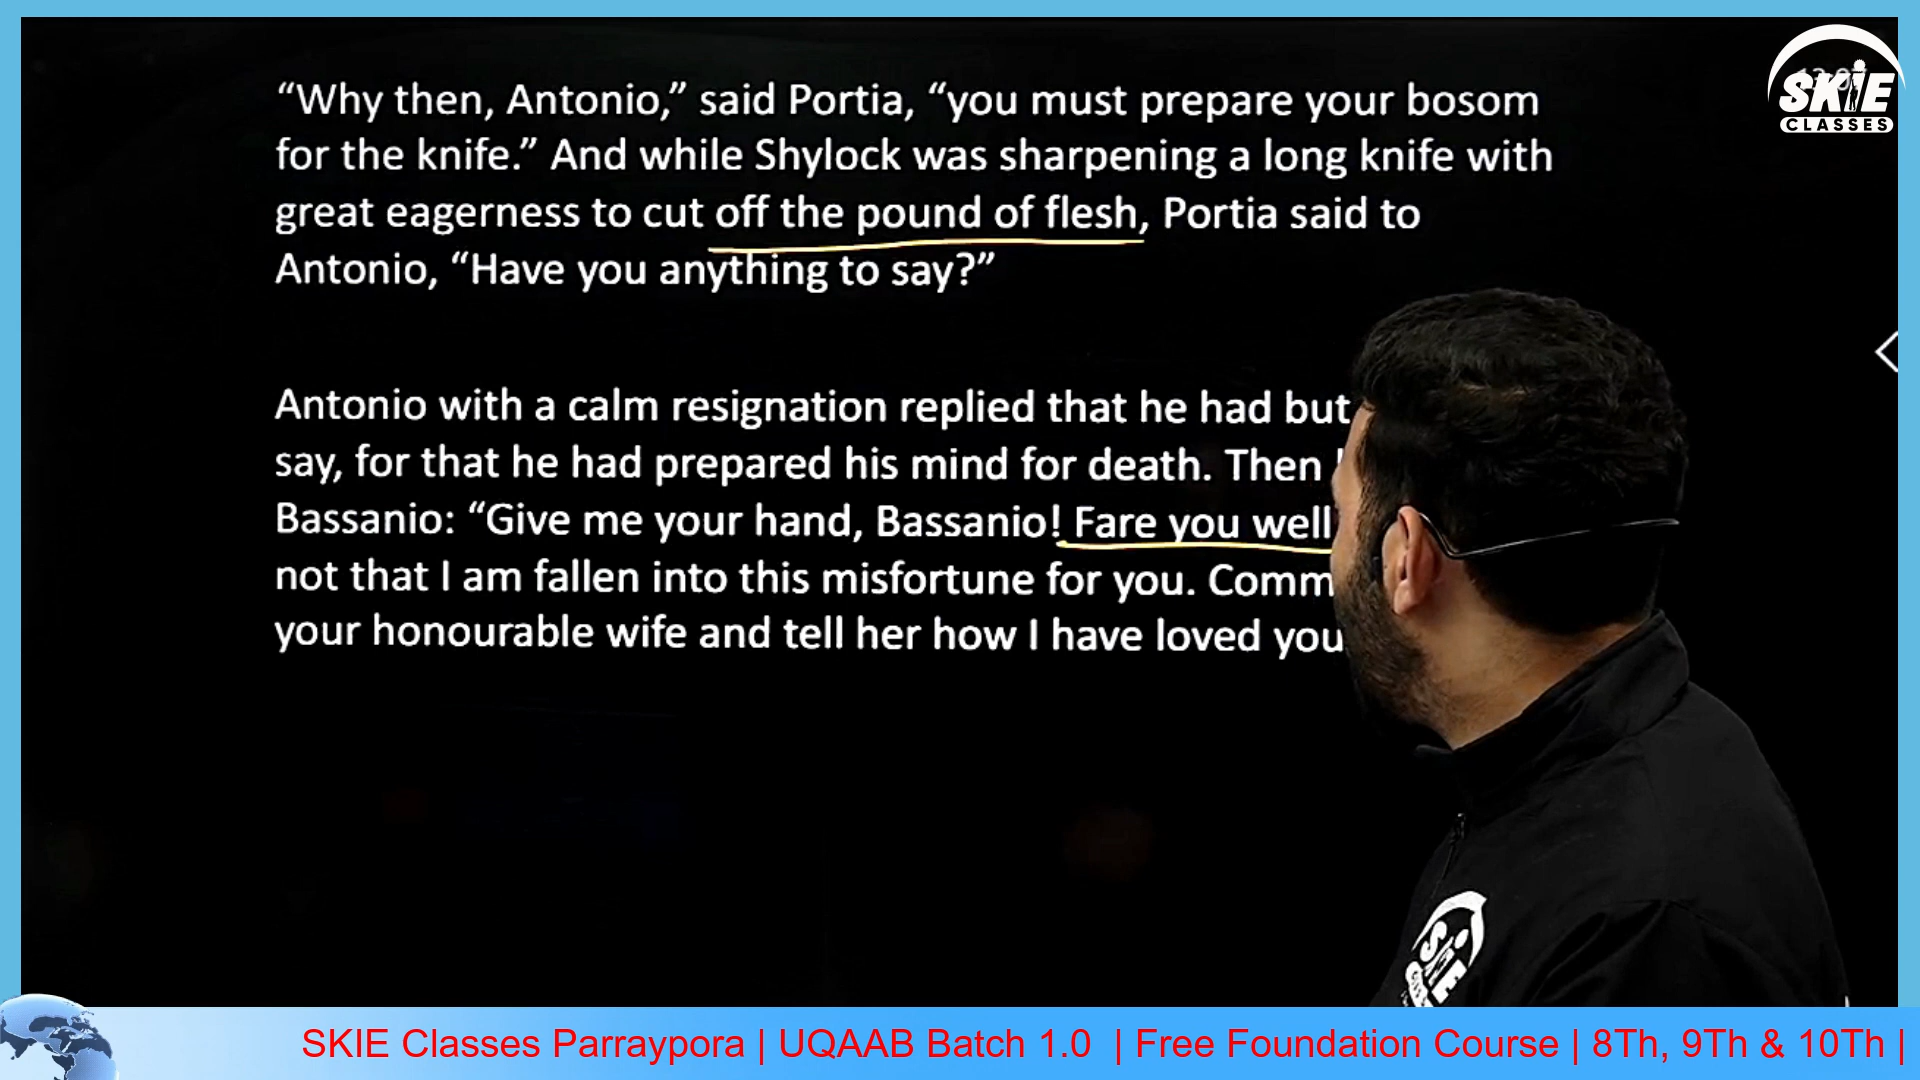 “Why then, Antonio,” said Portia, “you must prepare your bosom
for the knife.” And while Shylock was sharpening a long knife with
great eagerness to cut off the pound of flesh, Portia said to
Antonio, “Have you anything to say?”
Antonio with a calm resignation replied that he had but
say, for that he had prepared his mind for death. Then
Bassanio: “Give me your hand, Bassanio! Fare you well
not that I am fallen into this misfortune for you. Comm
your honourable wife and tell her how I have loved you
SKIE
CLASSES
SKIE Classes Parraypora | UQAAB Batch 1.0 | Free Foundation Course | 8Th, 9Th & 10Th |